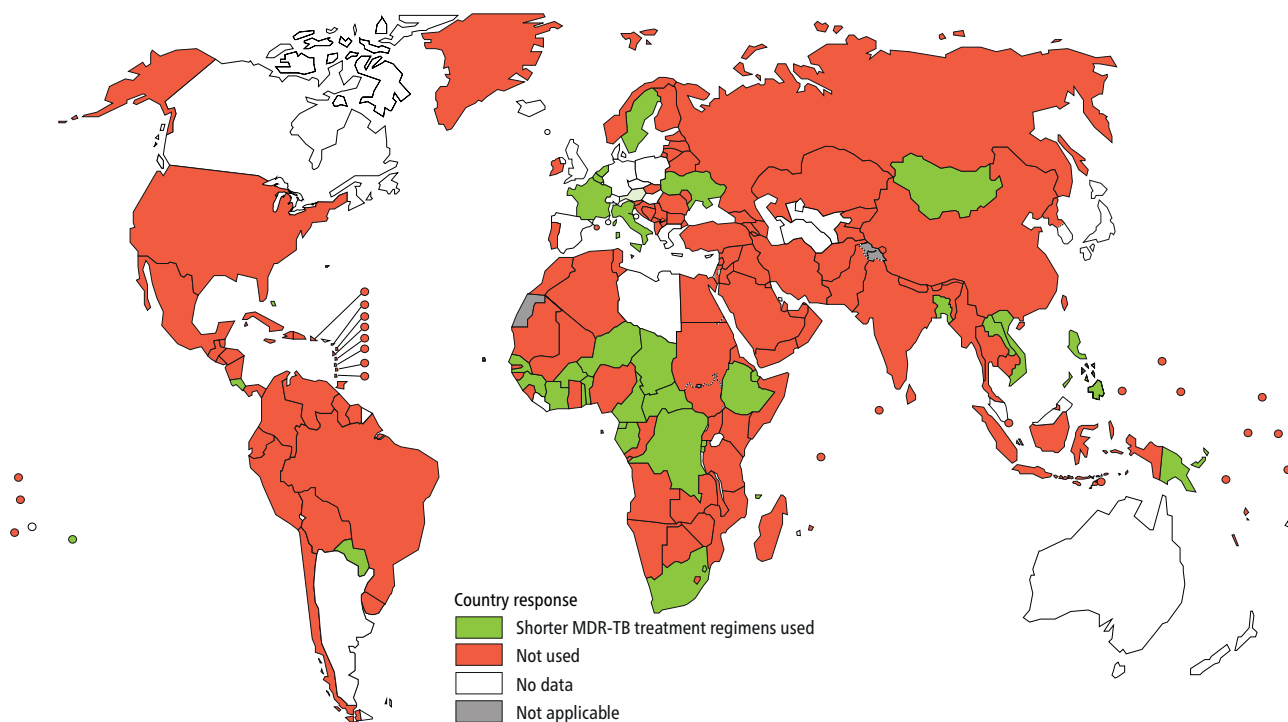 Country response
Shorter MDR-TB treatment regimens used
Not used
No data
Not applicable